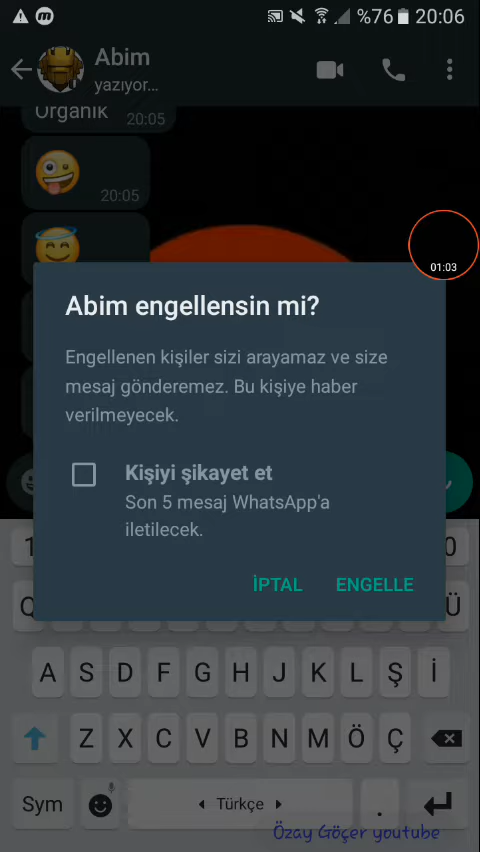 %76 20:06
Abim
yazıyor...
Organik 20:05
20:05
01:03
Abim engellensin mi?
Engellenen kişiler sizi arayamaz ve size
mesaj gönderemez. Bu kişiye haber
verilmeyecek.
Kişiyi şikayet et
Son 5 mesaj WhatsApp'a
iletilecek.
İPTAL ENGELLE
1 0
Q Ü
A S D F G H J K L Ş İ
Z X C V B N M Ö Ç
Sym Türkçe .
Özay Göçer youtube